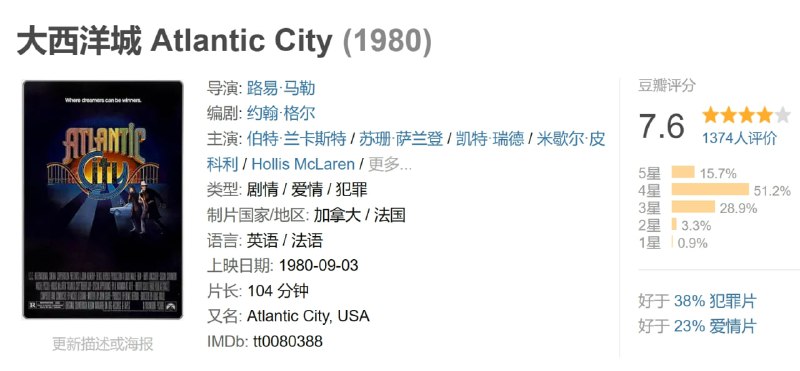 大西洋城 Atlantic City (1980)
Where dreamers can be winners.
ATLANTIC
City
R
更新描述或海报
导演: 路易·马勒
编剧: 约翰·格尔
主演: 伯特·兰卡斯特 / 苏珊·萨兰登 / 凯特·瑞德 / 米歇尔·皮
科利 / Hollis McLaren / 更多...
类型: 剧情 / 爱情 / 犯罪
制片国家/地区: 加拿大 / 法国
语言: 英语 / 法语
上映日期: 1980-09-03
片长: 104 分钟
又名: Atlantic City, USA
IMDb: tt0080388
豆瓣评分
7.6
1374人评价
5星 15.7%
4星 51.2%
3星 28.9%
2星 3.3%
1星 0.9%
好于 38% 犯罪片
好于 23% 爱情片